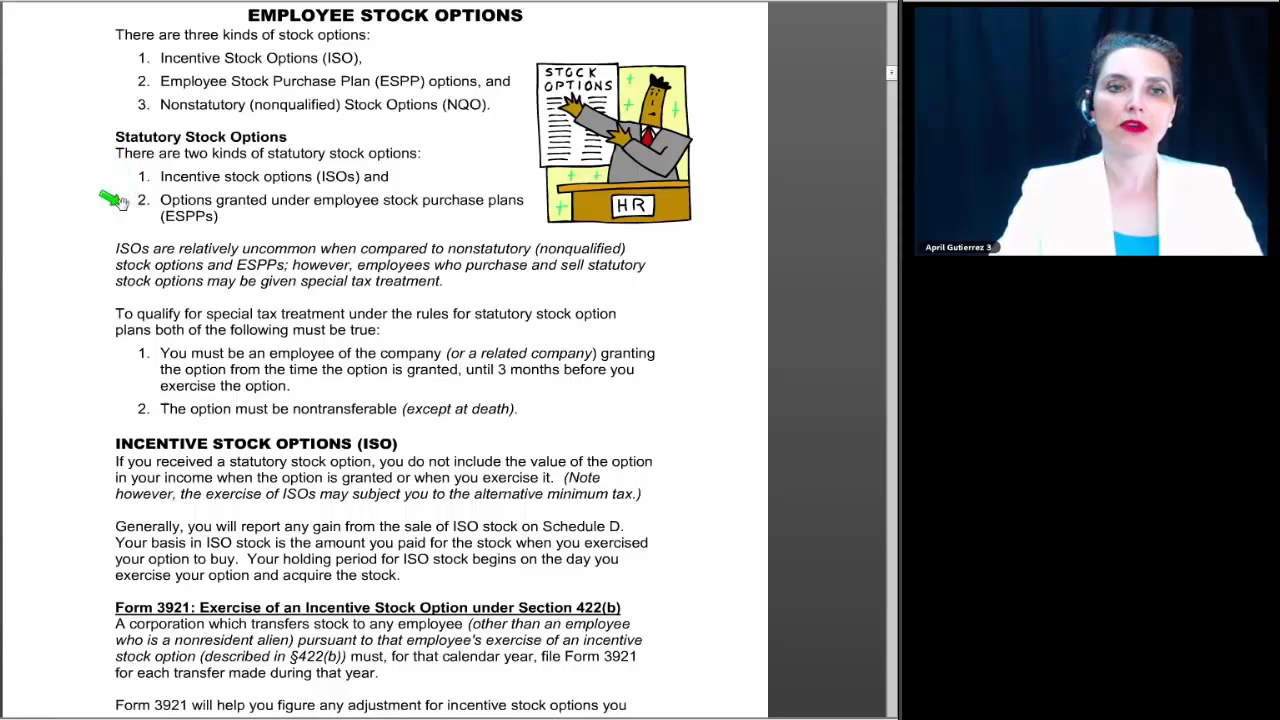 EMPLOYEE STOCK OPTIONS
There are three kinds of stock options:
1. Incentive Stock Options (ISO),
2. Employee Stock Purchase Plan (ESPP) options, and
3. Nonstatutory (nonqualified) Stock Options (NQO).
STOCK
OPTIONS
HR
Statutory Stock Options
There are two kinds of statutory stock options:
1. Incentive stock options (ISOs) and
2. Options granted under employee stock purchase plans
(ESPPs)
ISOs are relatively uncommon when compared to nonstatutory (nonqualified)
stock options and ESPPs; however, employees who purchase and sell statutory
stock options may be given special tax treatment.
To qualify for special tax treatment under the rules for statutory stock option
plans both of the following must be true:
1. You must be an employee of the company (or a related company) granting
the option from the time the option is granted, until 3 months before you
exercise the option.
2. The option must be nontransferable (except at death).
INCENTIVE STOCK OPTIONS (ISO)
If you received a statutory stock option, you do not include the value of the option
in your income when the option is granted or when you exercise it. (Note
however, the exercise of ISOs may subject you to the alternative minimum tax.)
Generally, you will report any gain from the sale of ISO stock on Schedule D.
Your basis in ISO stock is the amount you paid for the stock when you exercised
your option to buy. Your holding period for ISO stock begins on the day you
exercise your option and acquire the stock.
Form 3921: Exercise of an Incentive Stock Option under Section 422(b)
A corporation which transfers stock to any employee (other than an employee
who is a nonresident alien) pursuant to that employee's exercise of an incentive
stock option (described in §422(b)) must, for that calendar year, file Form 3921
for each transfer made during that year.
Form 3921 will help you figure any adjustment for incentive stock options you
April Gutierrez 3